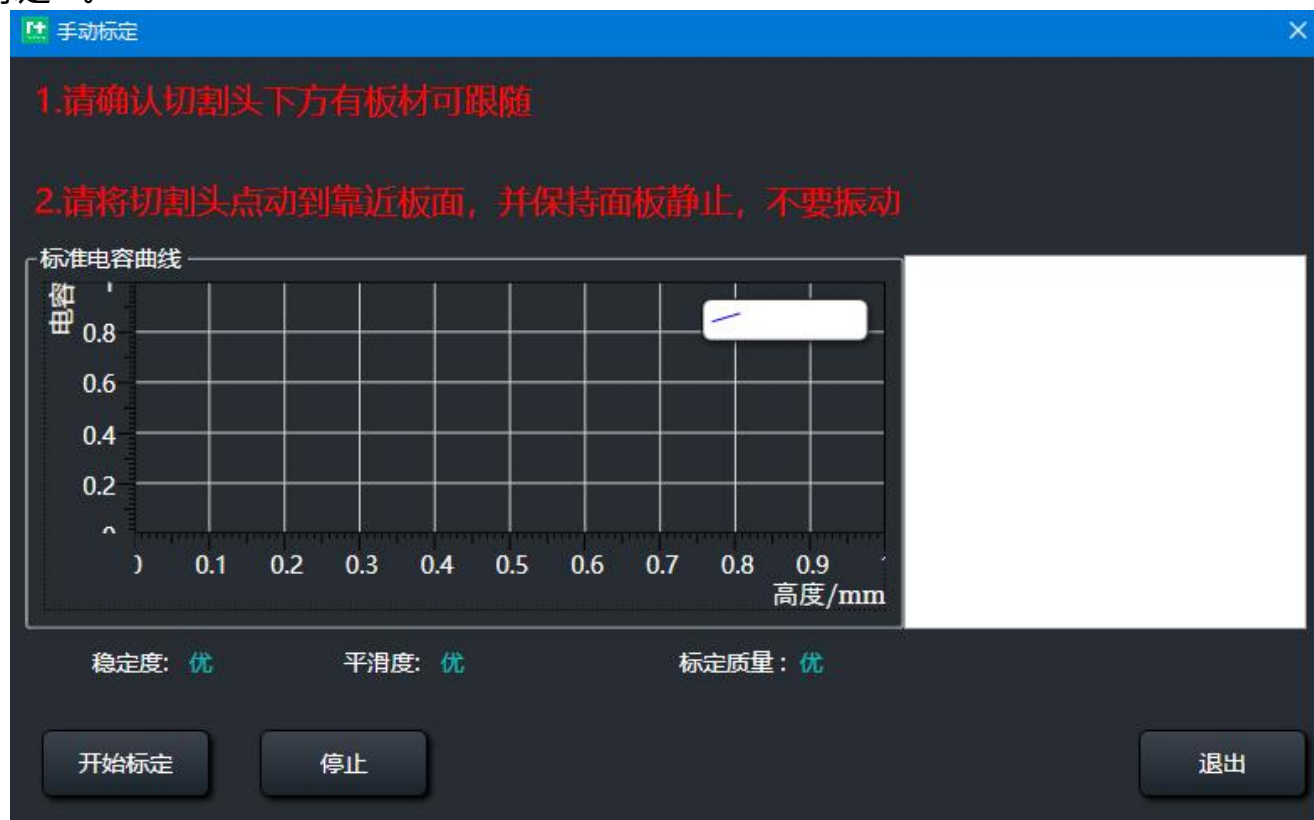 手动标定
1.请确认切割头下方有板材可跟随
2.请将切割头点动到靠近板面，并保持面板静止，不要振动
标准电容曲线
电容
0.8
0.6
0.4
0.2
0.1 0.2 0.3 0.4 0.5 0.6 0.7 0.8 0.9
高度/mm
稳定度: 优 平滑度: 优 标定质量: 优
开始标定 停止 退出